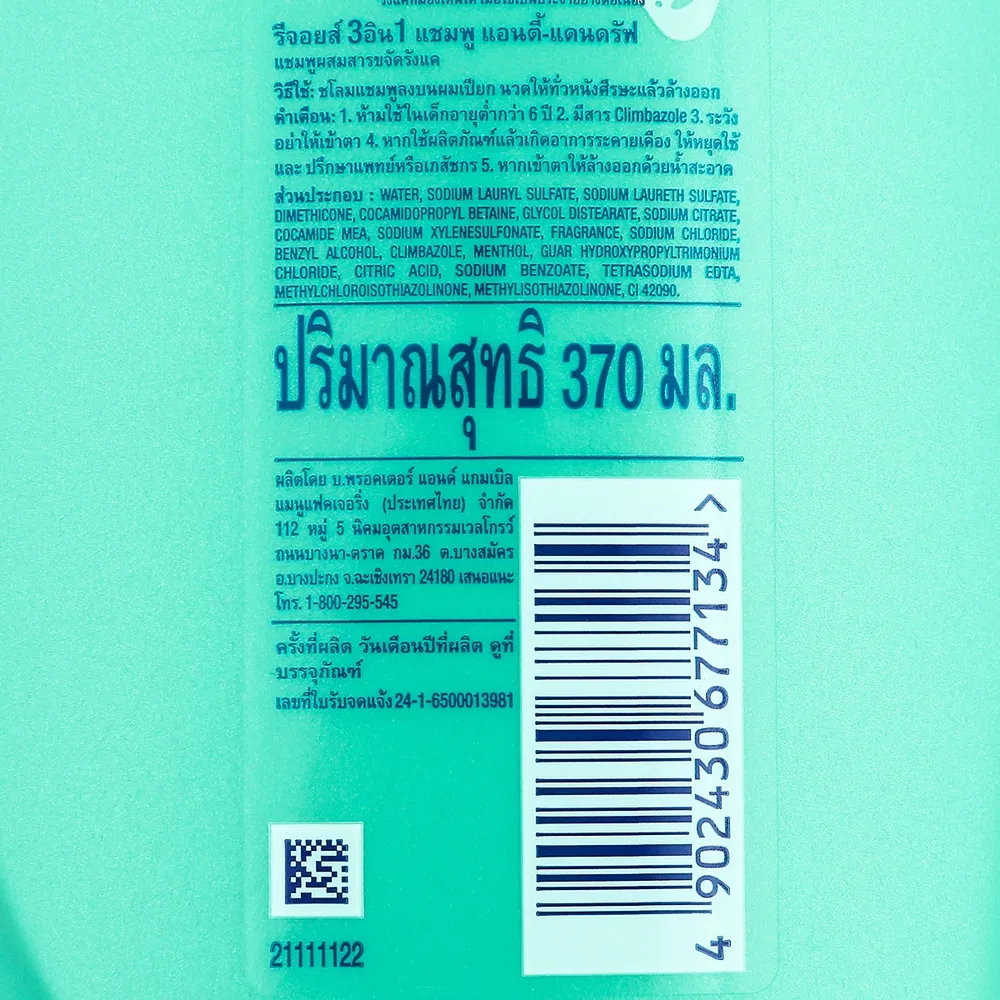 รีจอยส์ 3อิน1 แชมพู แอนตี้-แดนดรัฟ
แชมพูผสมสารขจัดรังแค
วิธีใช้: ชโลมแชมพูลงบนผมเปียก นวดให้ทั่วหนังศีรษะแล้วล้างออก
คำเตือน: 1. ห้ามใช้ในเด็กอายุต่ำกว่า 6 ปี 2. มีสาร Climbazole 3. ระวัง
อย่าให้เข้าตา 4. หากใช้ผลิตภัณฑ์แล้วเกิดอาการระคายเคือง ให้หยุดใช้
และ ปรึกษาแพทย์หรือเภสัชกร 5. หากเข้าตาให้ล้างออกด้วยน้ำสะอาด
ส่วนประกอบ : WATER, SODIUM LAURYL SULFATE, SODIUM LAURETH SULFATE,
DIMETHICONE, COCAMIDOPROPYL BETAINE, GLYCOL DISTEARATE, SODIUM CITRATE,
COCAMIDE MEA, SODIUM XYLENESULFONATE, FRAGRANCE, SODIUM CHLORIDE,
BENZYL ALCOHOL, CLIMBAZOLE, MENTHOL, GUAR HYDROXYPROPYLTRIMONIUM
CHLORIDE, CITRIC ACID, SODIUM BENZOATE, TETRASODIUM EDTA,
METHYLCHLOROISOTHIAZOLINONE, METHYLISOTHIAZOLINONE, CI 42090.
ปริมาณสุทธิ 370 มล.
ผลิตโดย บ.พรอคเตอร์ แอนด์ แกมเบิล
แมนูแฟคเจอริ่ง (ประเทศไทย) จำกัด
112 หมู่ 5 นิคมอุตสาหกรรมเวลโกรว์
ถนนบางนา-ตราด กม.36 ต.บางสมัคร
อ.บางปะกง จ.ฉะเชิงเทรา 24180 เสนอแนะ
โทร. 1-800-295-545
ครั้งที่ผลิต วันเดือนปีที่ผลิต ดูที่
บรรจุภัณฑ์
เลขที่ใบรับจดแจ้ง 24-1-6500013981
4 902430 677134 >
21111122